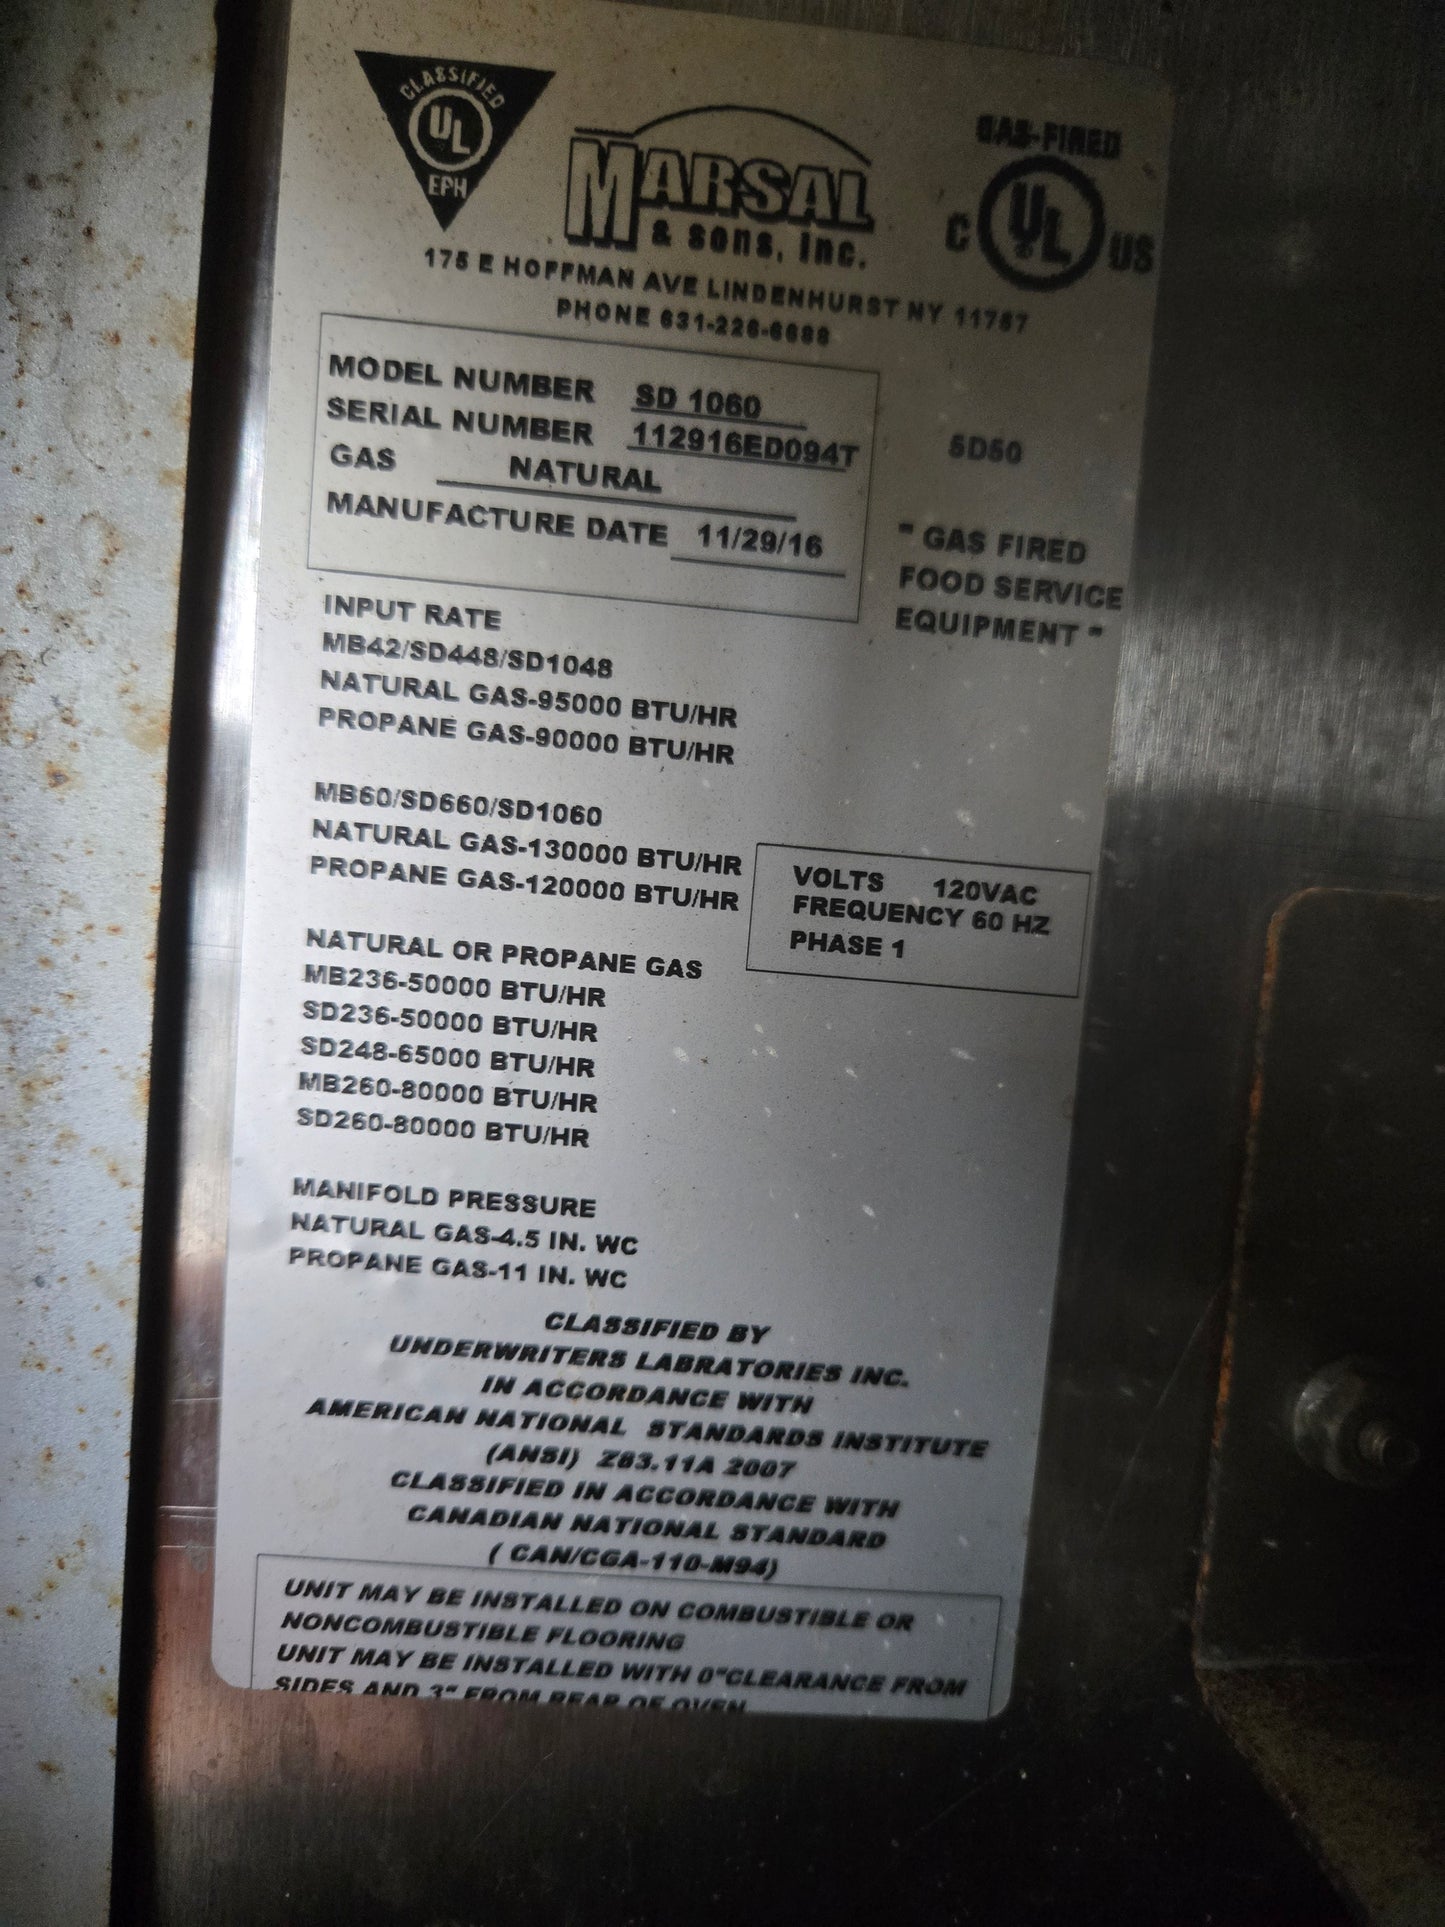 CLASSIFIED
UL
EPH
MARSAL
& SONS, INC.
GAS-FIRED
C UL US
175 E HOFFMAN AVE LINDENHURST NY 11757
PHONE 631-226-6688
MODEL NUMBER SD 1060
SERIAL NUMBER 112916ED094T
GAS NATURAL
MANUFACTURE DATE 11/29/16
5D50
" GAS FIRED
FOOD SERVICE
EQUIPMENT "
INPUT RATE
MB42/SD448/SD1048
NATURAL GAS-95000 BTU/HR
PROPANE GAS-90000 BTU/HR
MB60/SD660/SD1060
NATURAL GAS-130000 BTU/HR
PROPANE GAS-120000 BTU/HR
VOLTS 120VAC
FREQUENCY 60 HZ
PHASE 1
NATURAL OR PROPANE GAS
MB236-50000 BTU/HR
SD236-50000 BTU/HR
SD248-65000 BTU/HR
MB260-80000 BTU/HR
SD260-80000 BTU/HR
MANIFOLD PRESSURE
NATURAL GAS-4.5 IN. WC
PROPANE GAS-11 IN. WC
CLASSIFIED BY
UNDERWRITERS LABRATORIES INC.
IN ACCORDANCE WITH
AMERICAN NATIONAL STANDARDS INSTITUTE
(ANSI) Z83.11A 2007
CLASSIFIED IN ACCORDANCE WITH
CANADIAN NATIONAL STANDARD
( CAN/CGA-110-M94)
UNIT MAY BE INSTALLED ON COMBUSTIBLE OR
NONCOMBUSTIBLE FLOORING
UNIT MAY BE INSTALLED WITH 0"CLEARANCE FROM
SIDES AND 3" FROM REAR OF OVEN